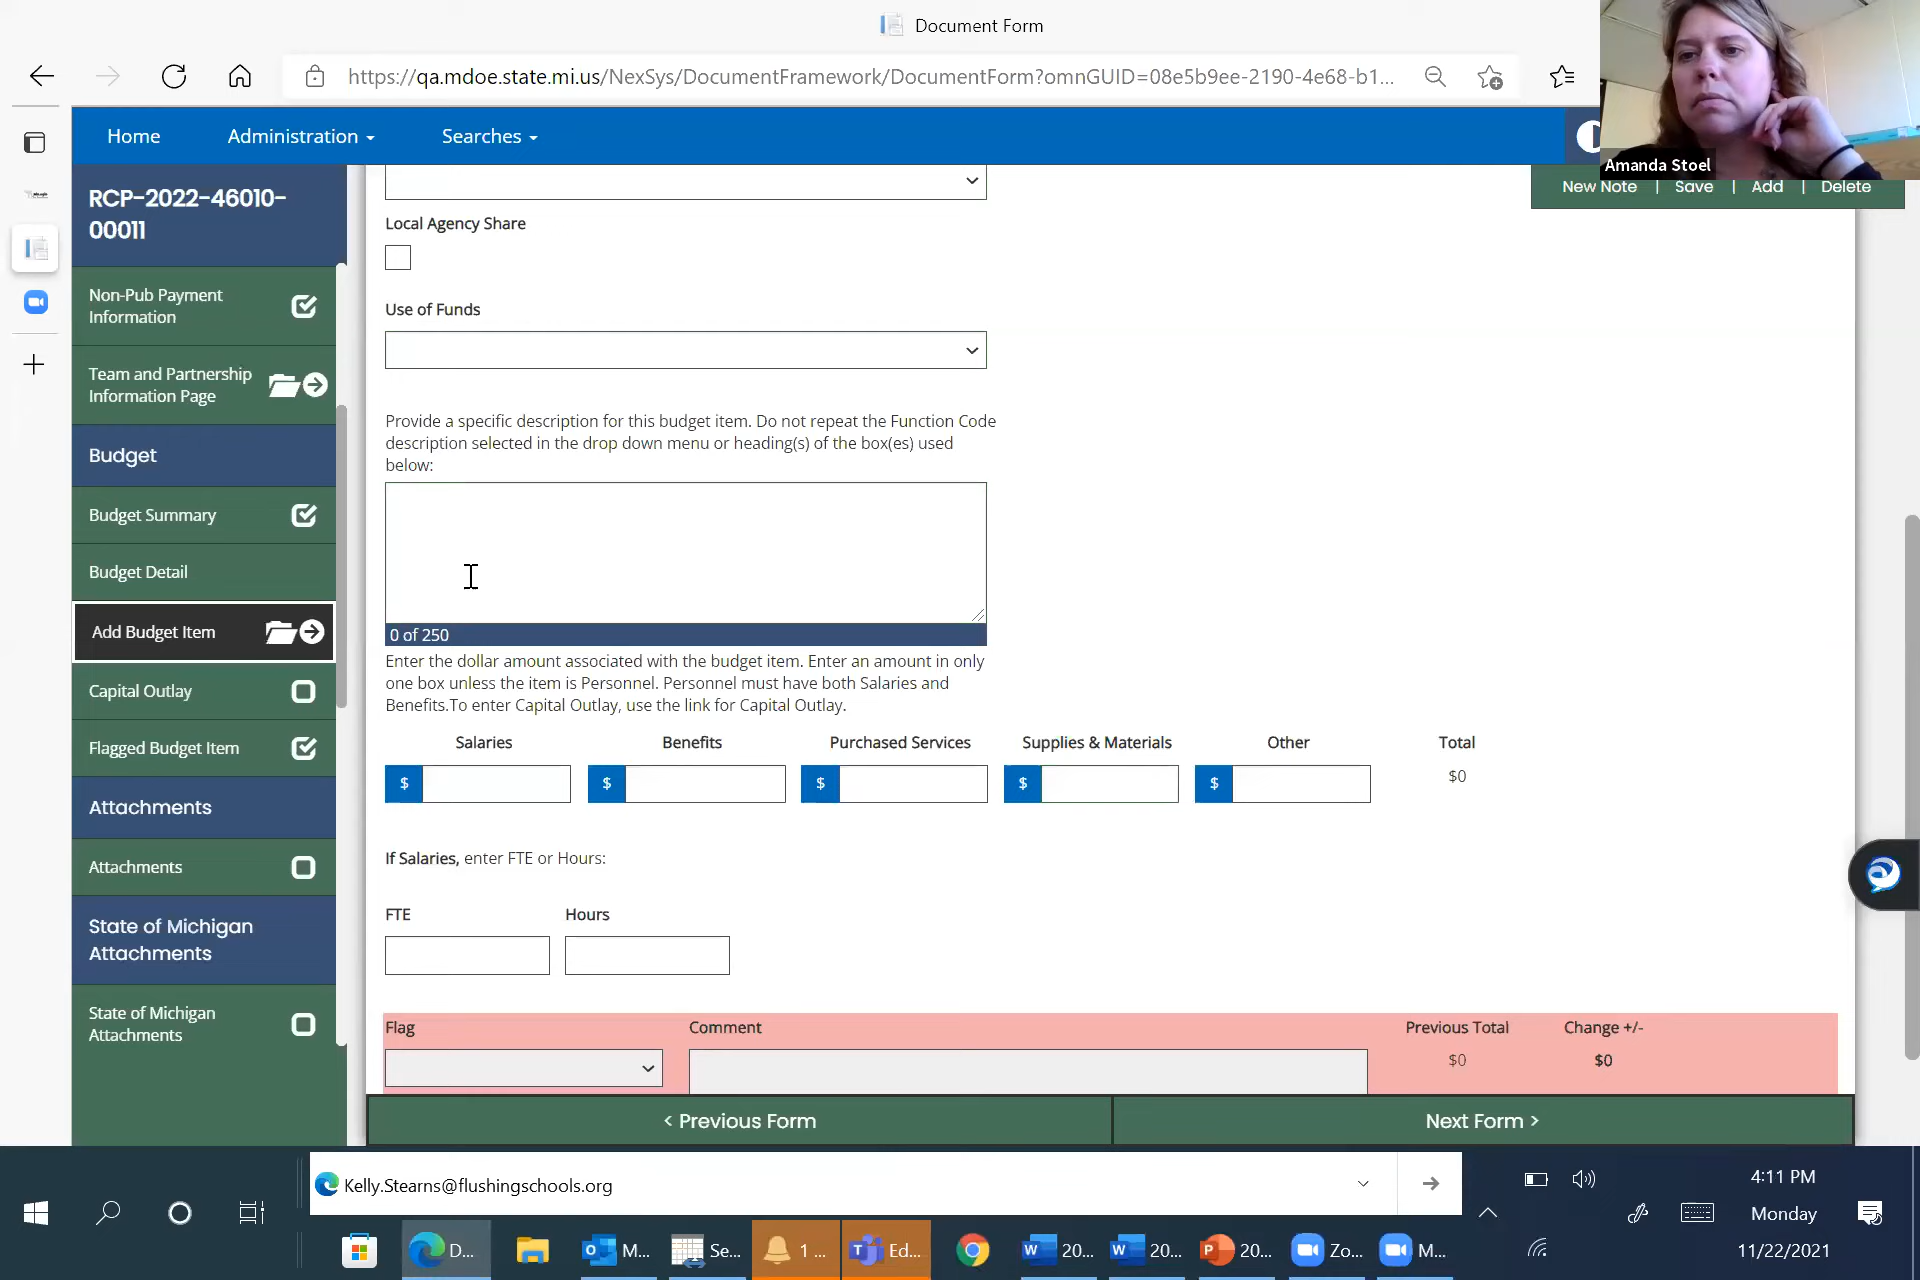 Document Form
https://qa.mdoe.state.mi.us/NexSys/DocumentFramework/DocumentForm?omnGUID=08e5b9ee-2190-4e68-b1...
Home
Administration
Searches
Amanda Stoel
New Note | Save | Add | Delete
RCP-2022-46010-
00011
Non-Pub Payment
Information
Team and Partnership
Information Page
Budget
Budget Summary
Budget Detail
Add Budget Item
Capital Outlay
Flagged Budget Item
Attachments
Attachments
State of Michigan
Attachments
State of Michigan
Attachments
Local Agency Share
Use of Funds
Provide a specific description for this budget item. Do not repeat the Function Code
description selected in the drop down menu or heading(s) of the box(es) used
below:
0 of 250
Enter the dollar amount associated with the budget item. Enter an amount in only
one box unless the item is Personnel. Personnel must have both Salaries and
Benefits.To enter Capital Outlay, use the link for Capital Outlay.
Salaries Benefits Purchased Services Supplies & Materials Other Total
$ $ $ $ $ $0
If Salaries, enter FTE or Hours:
FTE Hours
Flag Comment Previous Total Change +/-
$0 $0
< Previous Form
Next Form >
Kelly.Stearns@flushingschools.org
4:11 PM
Monday
11/22/2021
D...
M...
Se...
1 ...
Ed...
20...
20...
20...
Zo...
M...